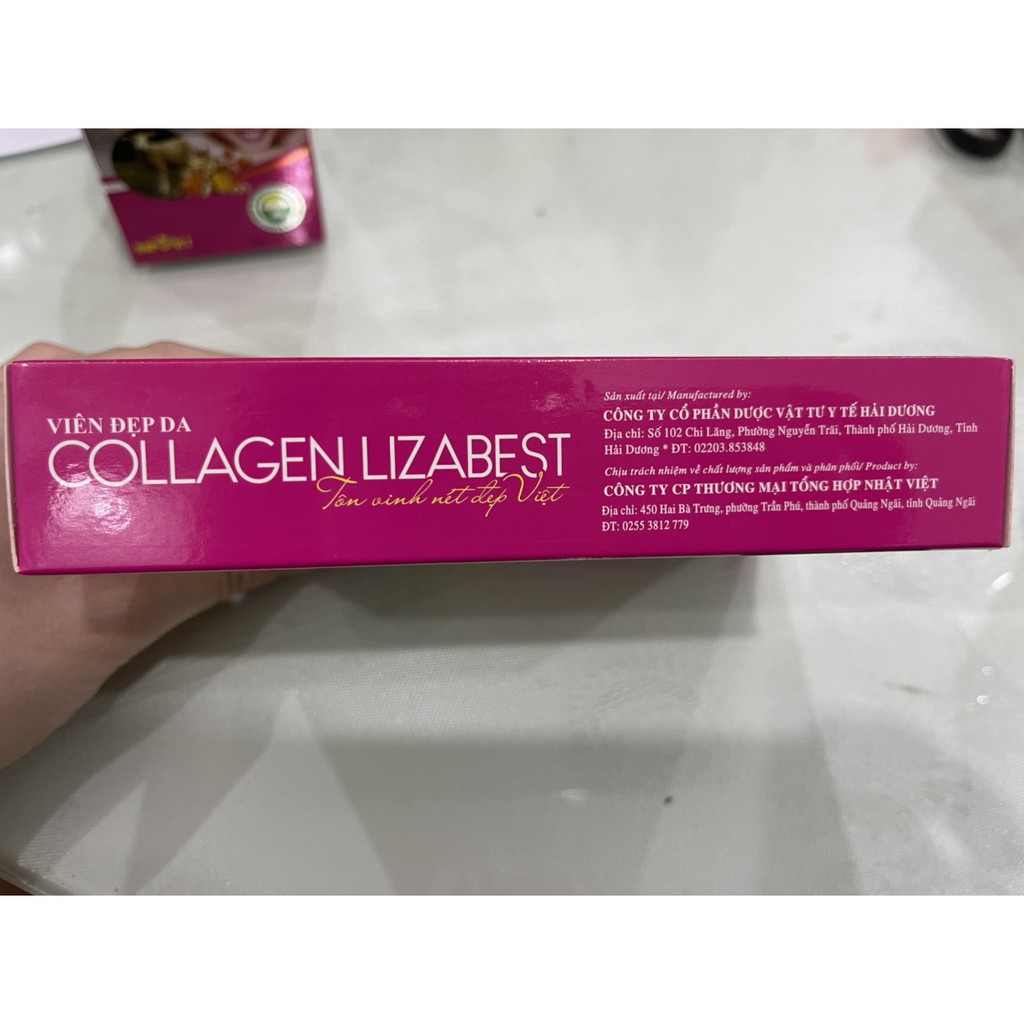 VIÊN ĐẸP DA
COLLAGEN LIZABEST
Tôn vinh nét đẹp Việt
Sản xuất tại/ Manufactured by:
CÔNG TY CỔ PHẦN DƯỢC VẬT TƯ Y TẾ HẢI DƯƠNG
Địa chỉ: Số 102 Chi Lăng, Phường Nguyễn Trãi, Thành phố Hải Dương, Tỉnh
Hải Dương * ĐT: 02203.853848
Chịu trách nhiệm về chất lượng sản phẩm và phân phối/ Product by:
CÔNG TY CP THƯƠNG MẠI TỔNG HỢP NHẬT VIỆT
Địa chỉ: 450 Hai Bà Trưng, phường Trần Phú, thành phố Quảng Ngãi, tỉnh Quảng Ngãi
ĐT: 0255 3812 779